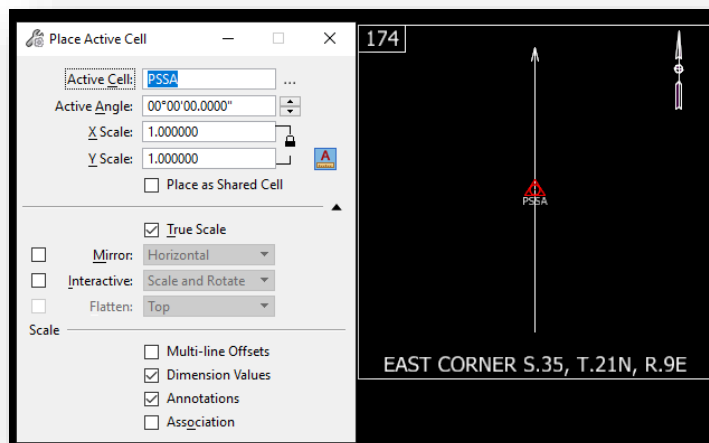 Place Active Cell
Active Cell: PSSA ...
Active Angle: 00°00'00.0000"
X Scale: 1.000000
Y Scale: 1.000000
A
Place as Shared Cell
True Scale
Mirror: Horizontal
Interactive: Scale and Rotate
Flatten: Top
Scale
Multi-line Offsets
Dimension Values
Annotations
Association
174
PSSA
EAST CORNER S.35, T.21N, R.9E